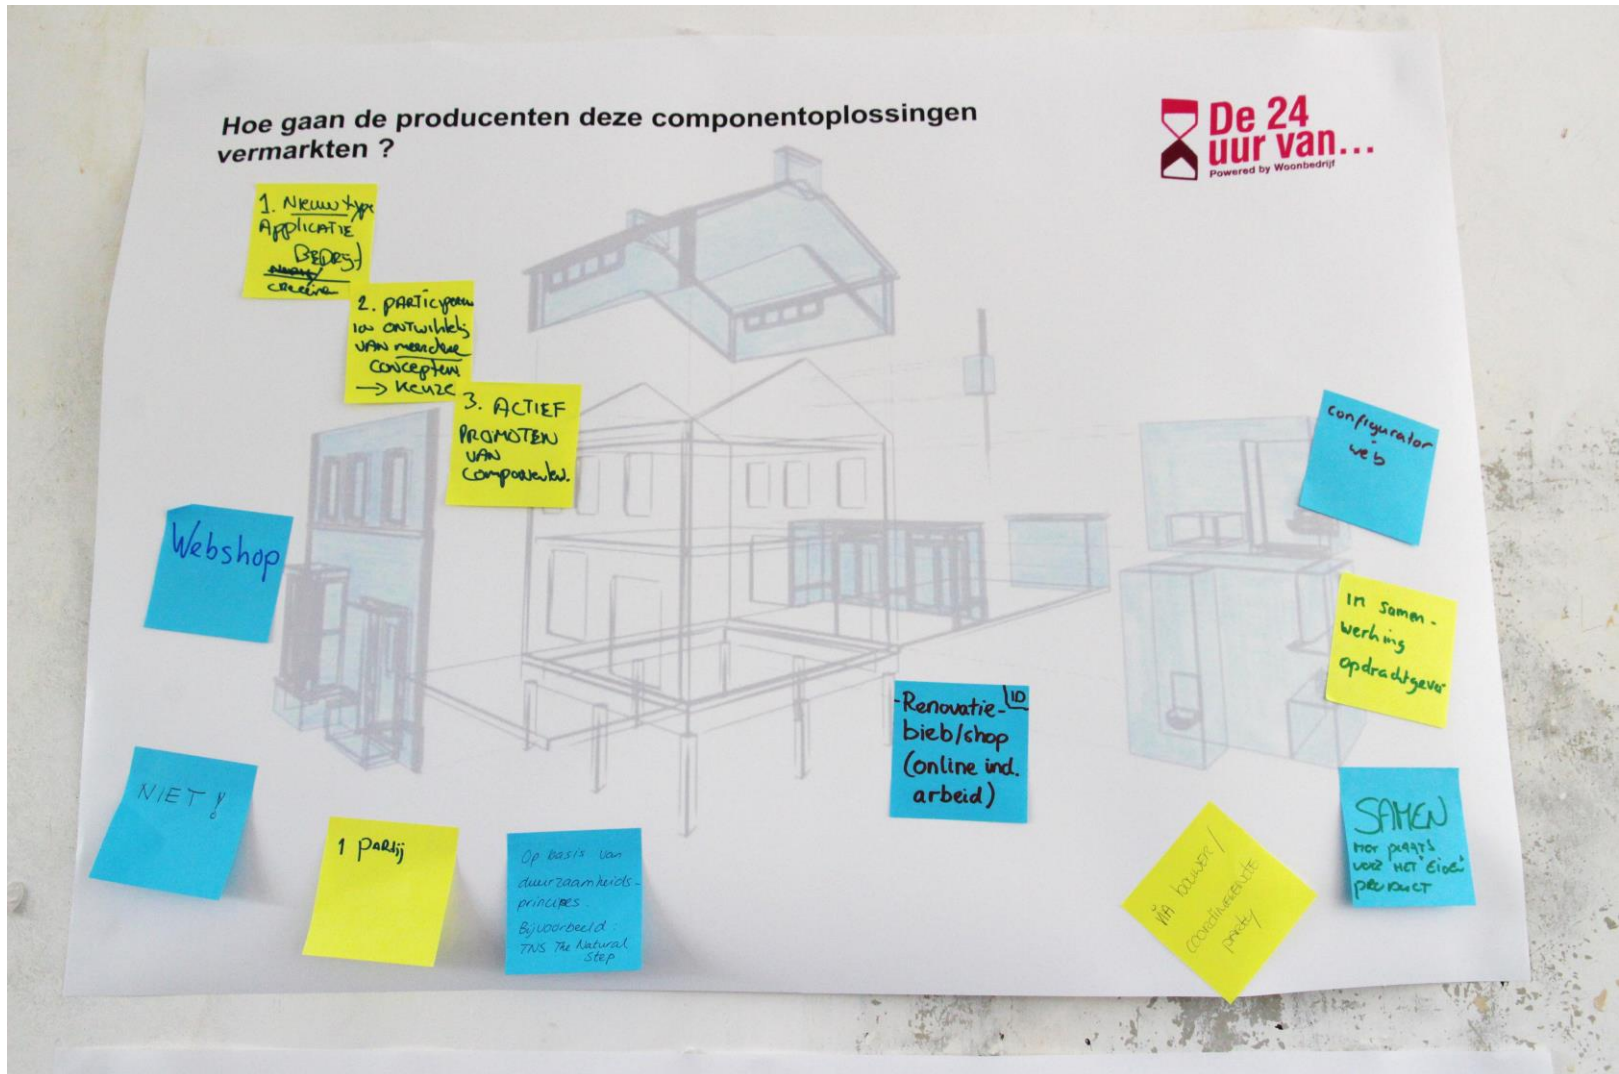 Hoe gaan de producenten deze componentoplossingen
vermarkten ?
De 24
uur van...
Powered by Woonbedrijf
1. Nieuw type
APPlicATIE
BEDRijf
creëren
2. PARTiciperen
in ONTwikkelij
VAN meerdere
concepten
→ Keuze
3. ACTIEF
PROMOTEN
VAN
componenten.
configurator
web
Webshop
in samen-
werking
opdrachtgever
-Renovatie- ID
bieb/shop
(online ind.
arbeid)
NIET!
1 PARtij
Op basis van
duurzaamheids-
principes.
Bijvoorbeeld:
TNS The Natural
Step
VIA bouwer/
COORDINERENDE
partij
SAMEN
MET PLAATS
VOOR HET "EIGEN"
PRODUCT